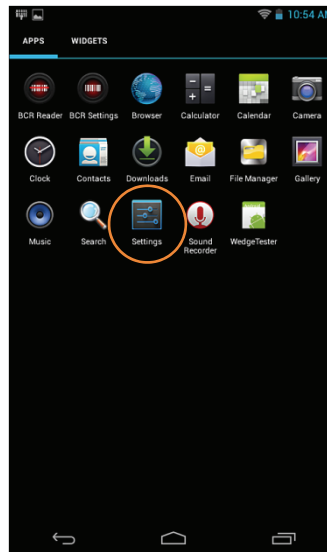 10:54 AM
APPS WIDGETS
BCR Reader BCR Settings Browser Calculator Calendar Camera
Clock Contacts Downloads Email File Manager Gallery
Music Search Settings Sound Recorder WedgeTester